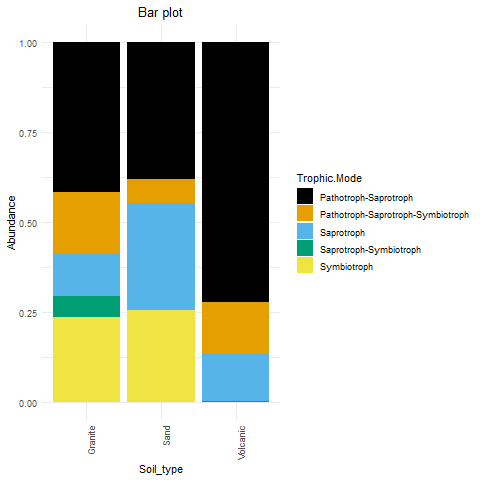 Bar plot
1.00
0.75
0.50
0.25
0.00
Abundance
Granite
Sand
Volcanic
Soil_type
Trophic.Mode
Pathotroph-Saprotroph
Pathotroph-Saprotroph-Symbiotroph
Saprotroph
Saprotroph-Symbiotroph
Symbiotroph